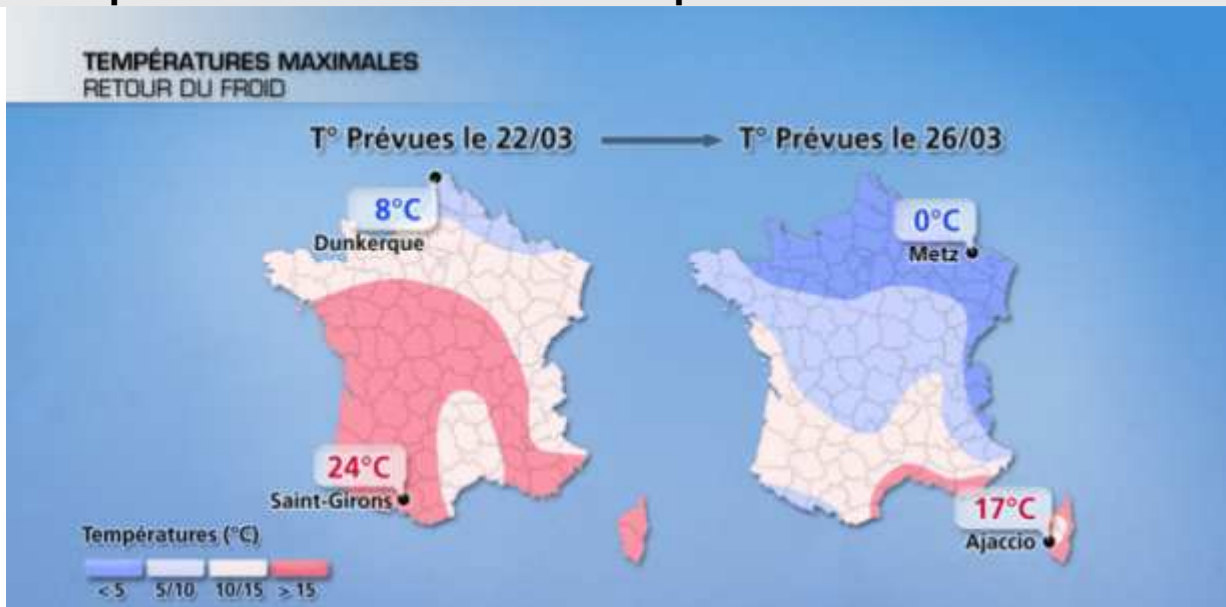 TEMPÉRATURES MAXIMALES
RETOUR DU FROID
T° Prévues le 22/03
T° Prévues le 26/03
8°C
Dunkerque
0°C
Metz
24°C
Saint-Girons
17°C
Ajaccio
Températures (°C)
< 5 5/10 10/15 > 15